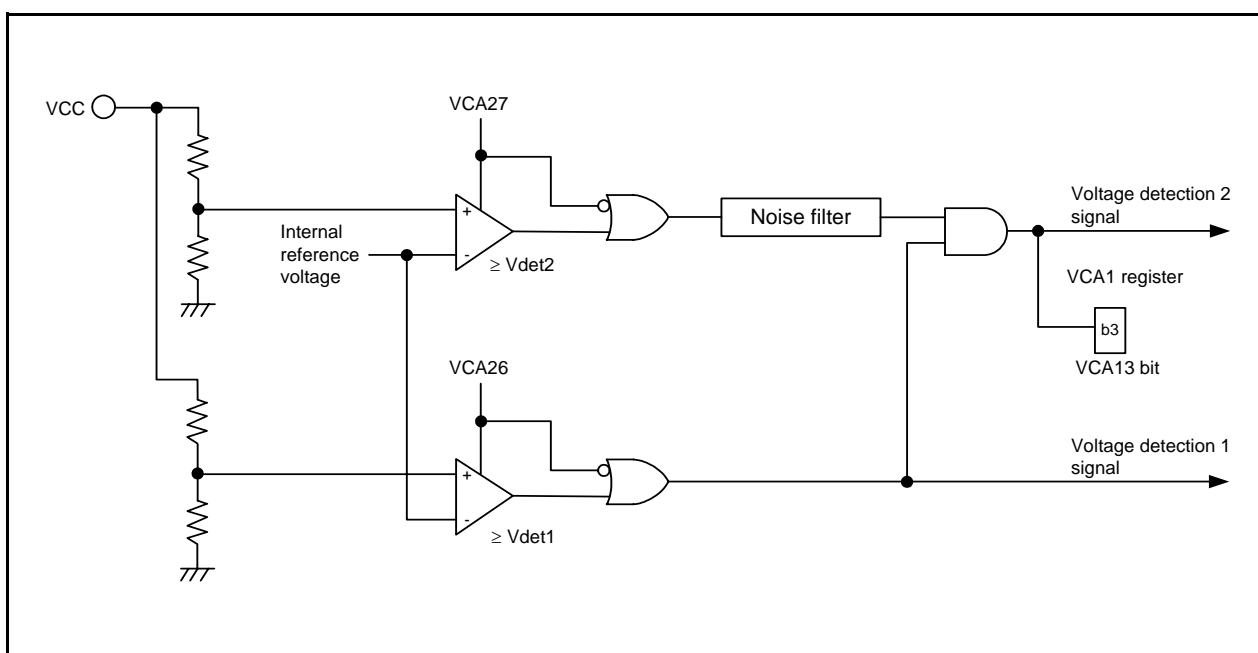 VCC
VCA27
+
-
≥ Vdet2
Internal
reference
voltage
Noise filter
Voltage detection 2
signal
VCA1 register
b3
VCA13 bit
VCA26
+
-
≥ Vdet1
Voltage detection 1
signal